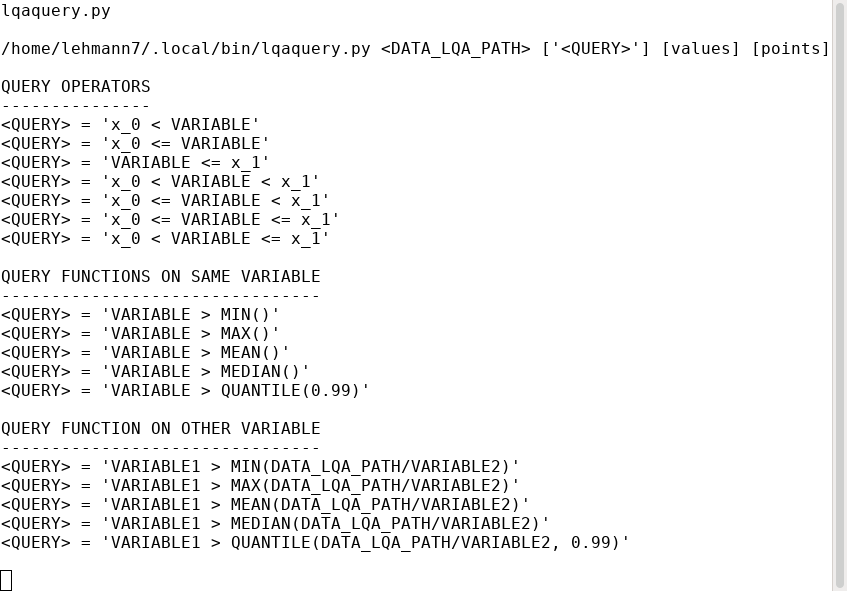 lqaquery.py
/home/lehmann7/.local/bin/lqaquery.py <DATA_LQA_PATH> ['<QUERY>'] [values] [points]
QUERY OPERATORS
---------------
<QUERY> = 'x_0 < VARIABLE'
<QUERY> = 'x_0 <= VARIABLE'
<QUERY> = 'VARIABLE <= x_1'
<QUERY> = 'x_0 < VARIABLE < x_1'
<QUERY> = 'x_0 <= VARIABLE < x_1'
<QUERY> = 'x_0 <= VARIABLE <= x_1'
<QUERY> = 'x_0 < VARIABLE <= x_1'
QUERY FUNCTIONS ON SAME VARIABLE
--------------------------------
<QUERY> = 'VARIABLE > MIN()'
<QUERY> = 'VARIABLE > MAX()'
<QUERY> = 'VARIABLE > MEAN()'
<QUERY> = 'VARIABLE > MEDIAN()'
<QUERY> = 'VARIABLE > QUANTILE(0.99)'
QUERY FUNCTION ON OTHER VARIABLE
--------------------------------
<QUERY> = 'VARIABLE1 > MIN(DATA_LQA_PATH/VARIABLE2)'
<QUERY> = 'VARIABLE1 > MAX(DATA_LQA_PATH/VARIABLE2)'
<QUERY> = 'VARIABLE1 > MEAN(DATA_LQA_PATH/VARIABLE2)'
<QUERY> = 'VARIABLE1 > MEDIAN(DATA_LQA_PATH/VARIABLE2)'
<QUERY> = 'VARIABLE1 > QUANTILE(DATA_LQA_PATH/VARIABLE2, 0.99)'